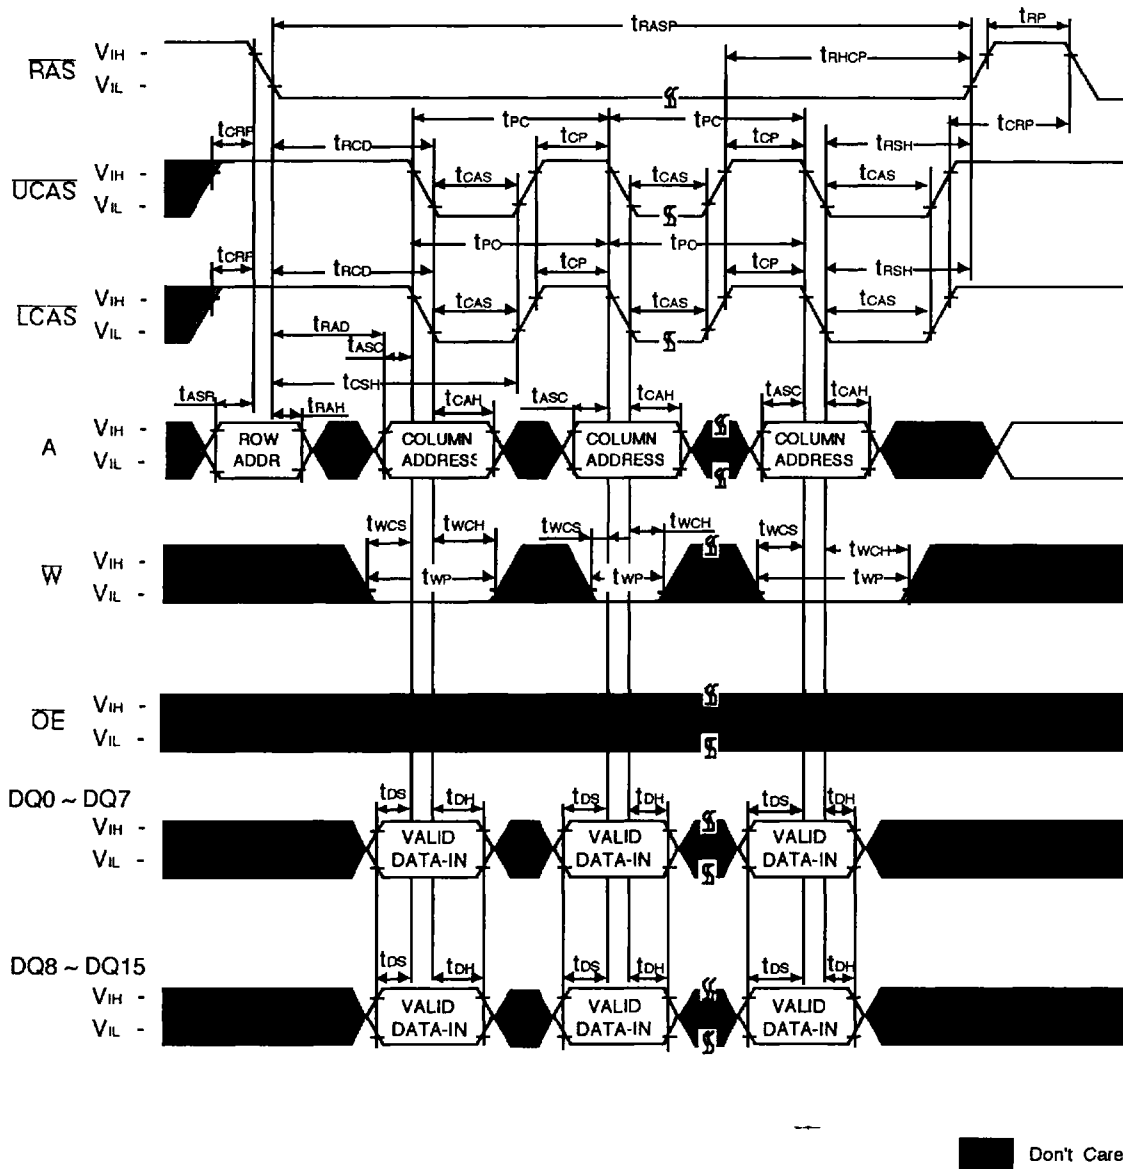 tRASP tRP
RAS VIH - tRHCP
VIL -
tPC tPC tCRP
tCRP tRCD tCP tCP tRSH
UCAS VIH - tCAS tCAS tCAS
VIL -
tPC tPC
tCRP tRCD tCP tCP tRSH
LCAS VIH - tCAS tCAS tCAS
VIL -
tRAD
tASC
tCSH
tASR tRAH tCAH tASC tCAH tASC tCAH
A VIH - ROW COLUMN COLUMN COLUMN
VIL - ADDR ADDRESS ADDRESS ADDRESS
tWCS tWCH tWCS tWCH tWCS
W VIH - tWCH
VIL - tWP tWP tWP
OE VIH -
VIL -
DQ0 ~ DQ7 tDS tDH tDS tDH tDS tDH
VIH - VALID VALID VALID
VIL - DATA-IN DATA-IN DATA-IN
DQ8 ~ DQ15 tDS tDH tDS tDH tDS tDH
VIH - VALID VALID VALID
VIL - DATA-IN DATA-IN DATA-IN
Don't Care